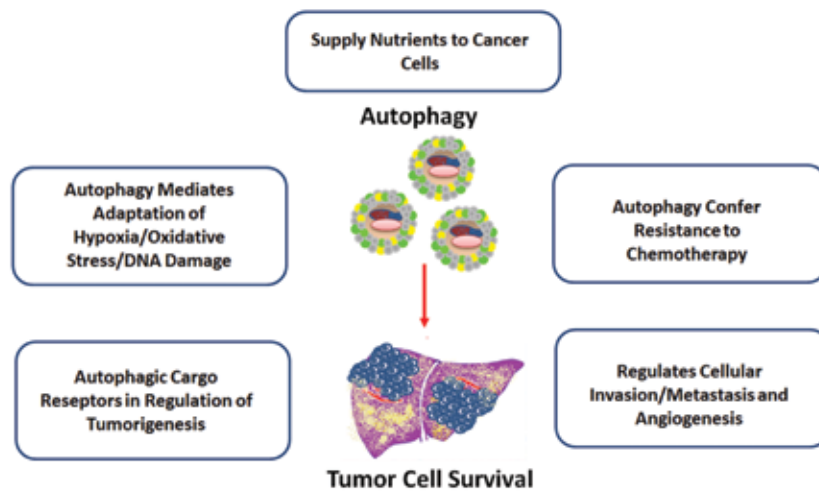 Supply Nutrients to Cancer
Cells
Autophagy
Autophagy Mediates
Adaptation of
Hypoxia/Oxidative
Stress/DNA Damage
Autophagy Confer
Resistance to
Chemotherapy
Autophagic Cargo
Reseptors in Regulation of
Tumorigenesis
Regulates Cellular
Invasion/Metastasis and
Angiogenesis
Tumor Cell Survival